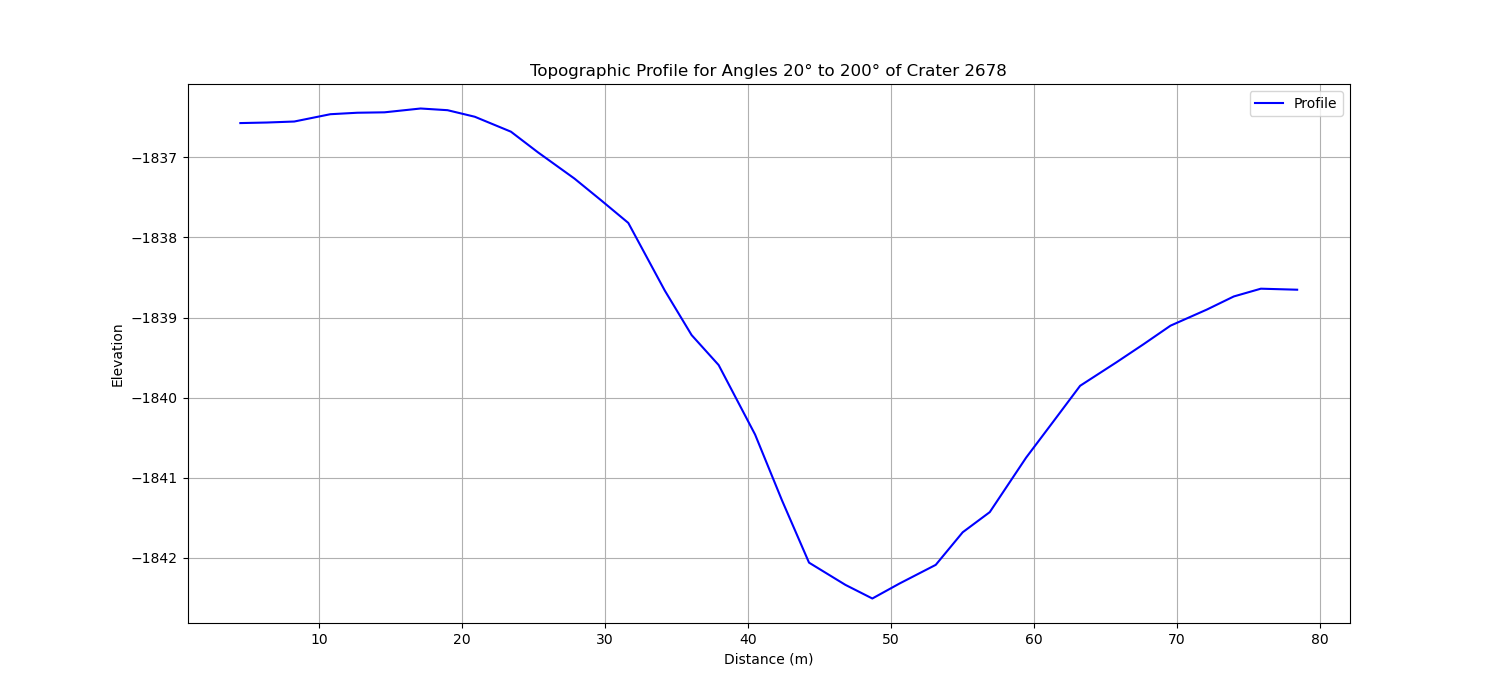 Topographic Profile for Angles 20° to 200° of Crater 2678
Profile
−1837
−1838
−1839
−1840
−1841
−1842
Elevation
10 20 30 40 50 60 70 80
Distance (m)